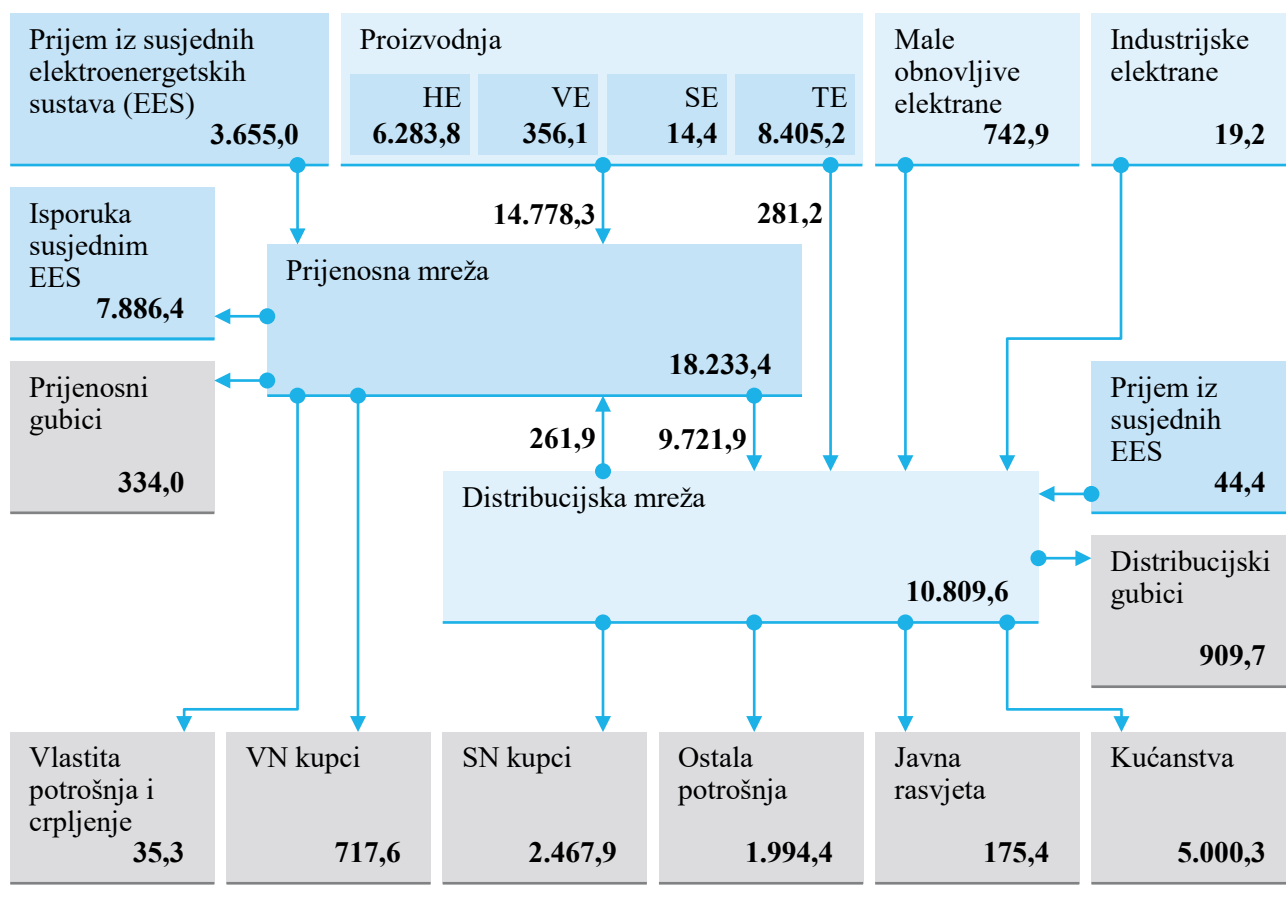 Prijem iz susjednih
elektroenergetskih
sustava (EES)
3.655,0
Proizvodnja
HE
6.283,8
VE
356,1
SE
14,4
TE
8.405,2
Male
obnovljive
elektrane
742,9
Industrijske
elektrane
19,2
Isporuka
susjednim
EES
7.886,4
14.778,3
281,2
Prijenosna mreža
18.233,4
Prijenosni
gubici
334,0
261,9
9.721,9
Prijem iz
susjednih
EES
44,4
Distribucijska mreža
10.809,6
Distribucijski
gubici
909,7
Vlastita
potrošnja i
crpljenje
35,3
VN kupci
717,6
SN kupci
2.467,9
Ostala
potrošnja
1.994,4
Javna
rasvjeta
175,4
Kućanstva
5.000,3